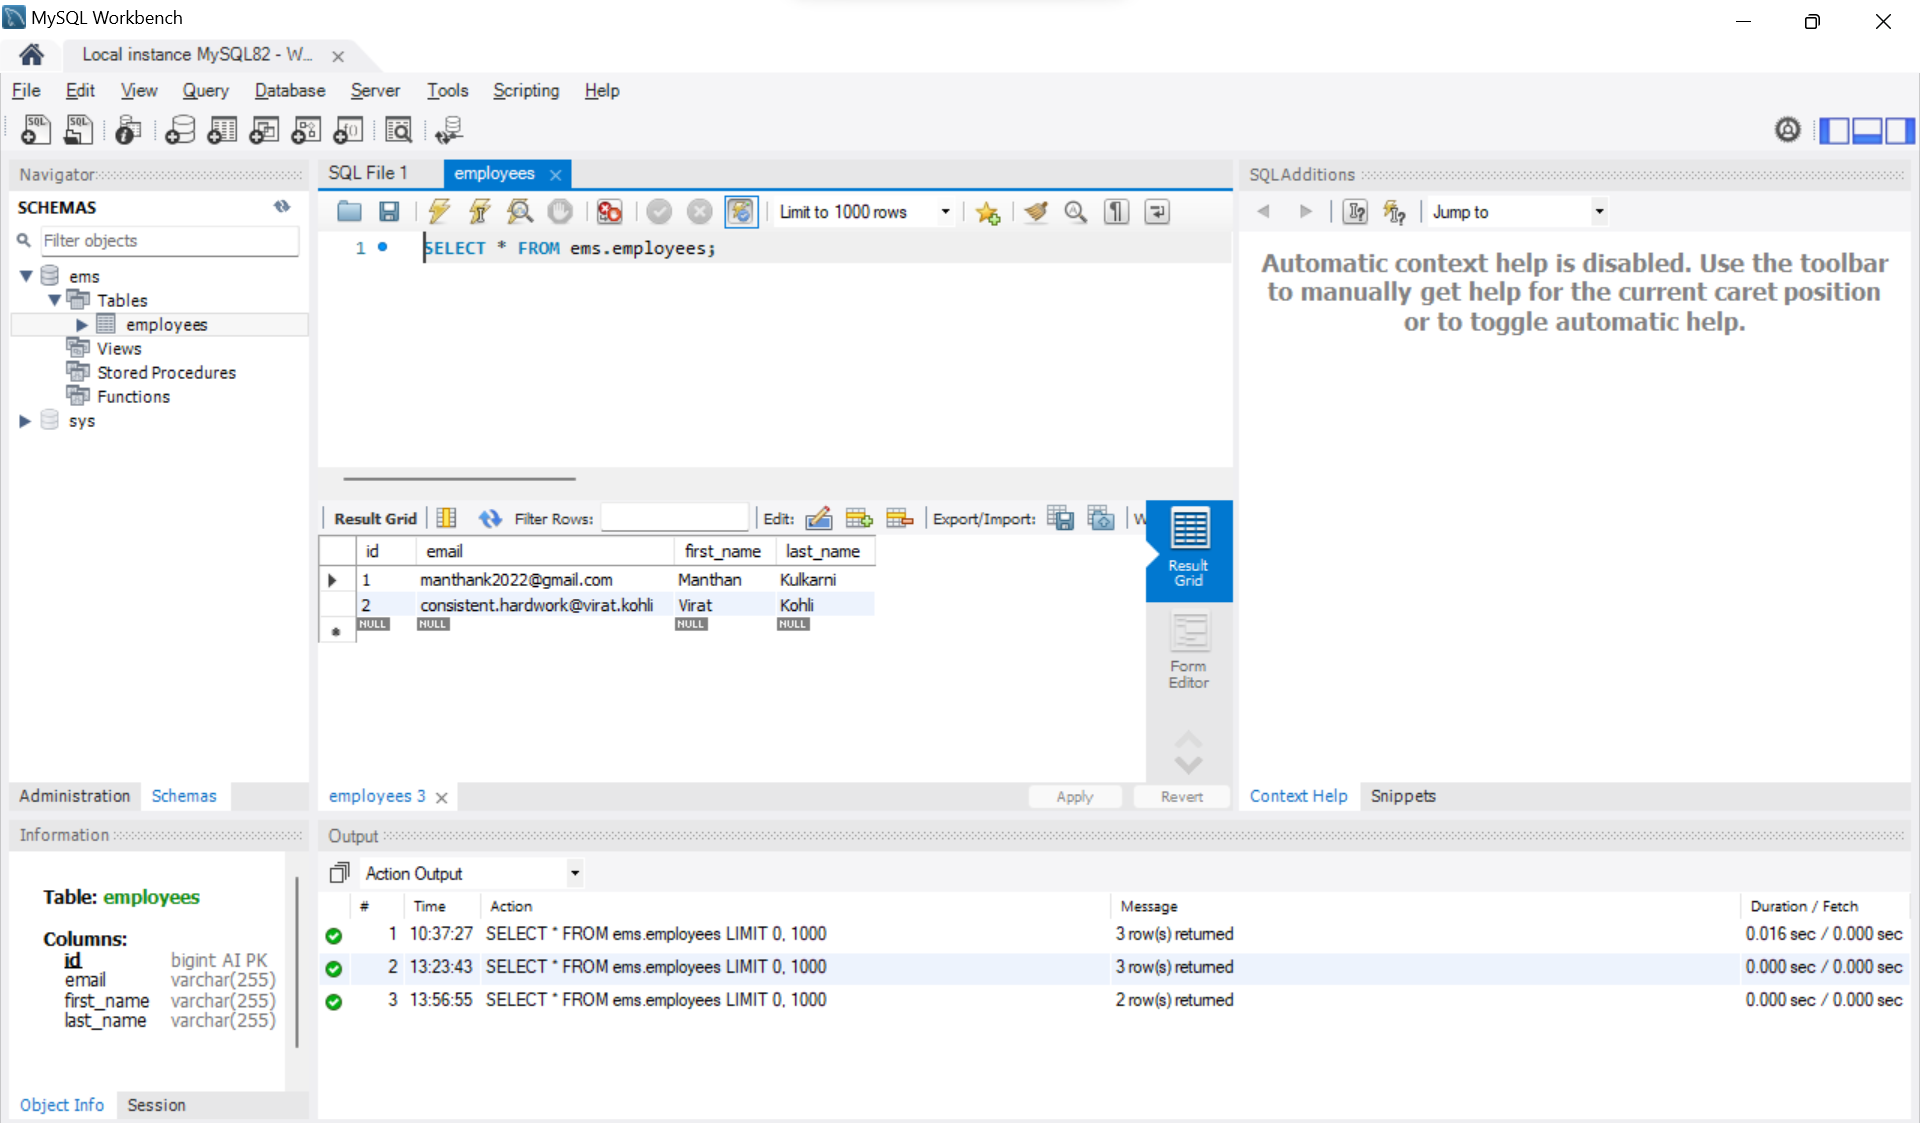 MySQL Workbench
Local instance MySQL82 - W...
File Edit View Query Database Server Tools Scripting Help
Navigator
SCHEMAS
Filter objects
ems
Tables
employees
Views
Stored Procedures
Functions
sys
Administration Schemas
Information
Table: employees
Columns:
id bigint AI PK
email varchar(255)
first_name varchar(255)
last_name varchar(255)
Object Info Session
SQL File 1 employees
Limit to 1000 rows
1 SELECT * FROM ems.employees;
Result Grid Filter Rows: Edit: Export/Import: W
id email first_name last_name
1 manthank2022@gmail.com Manthan Kulkarni
2 consistent.hardwork@virat.kohli Virat Kohli
NULL NULL NULL NULL
Result
Grid
Form
Editor
employees 3 Apply Revert
SQLAdditions
Jump to
Automatic context help is disabled. Use the toolbar
to manually get help for the current caret position
or to toggle automatic help.
Context Help Snippets
Output
Action Output
# Time Action Message Duration / Fetch
1 10:37:27 SELECT * FROM ems.employees LIMIT 0, 1000 3 row(s) returned 0.016 sec / 0.000 sec
2 13:23:43 SELECT * FROM ems.employees LIMIT 0, 1000 3 row(s) returned 0.000 sec / 0.000 sec
3 13:56:55 SELECT * FROM ems.employees LIMIT 0, 1000 2 row(s) returned 0.000 sec / 0.000 sec